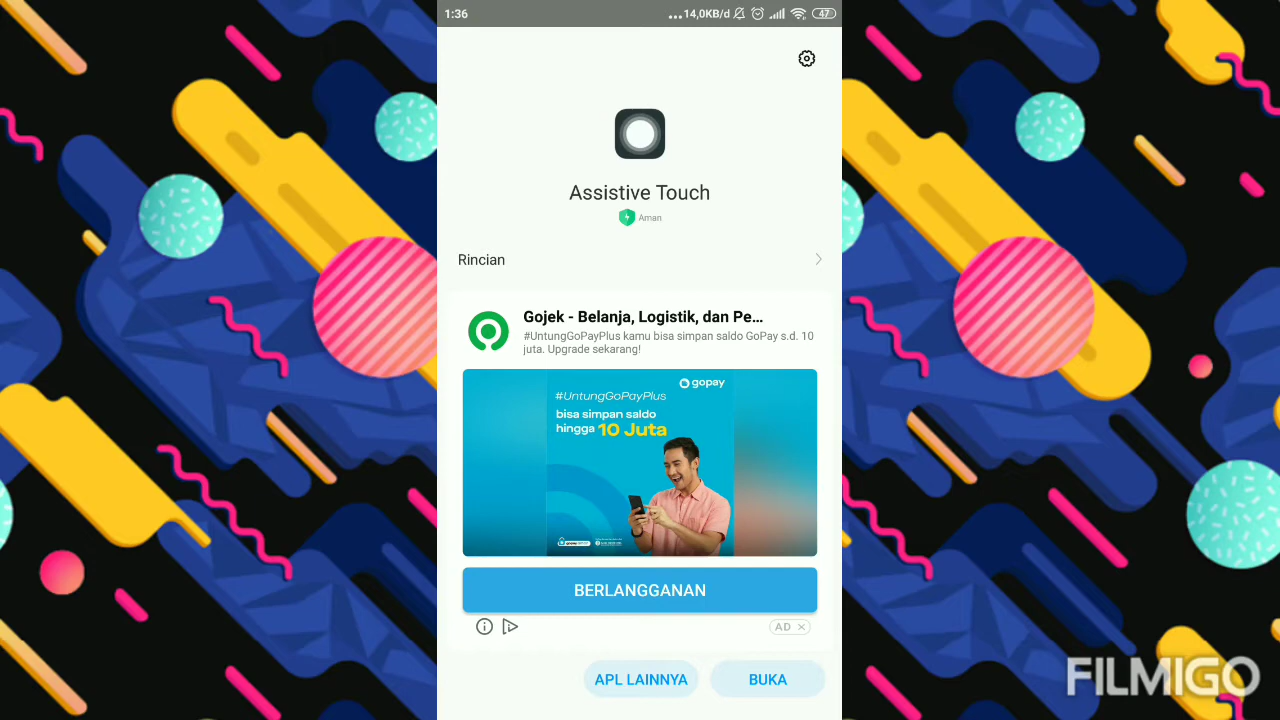 1:36
...14,0KB/d
47
Assistive Touch
Aman
Rincian
Gojek - Belanja, Logistik, dan Pe...
#UntungGoPayPlus kamu bisa simpan saldo GoPay s.d. 10
juta. Upgrade sekarang!
gopay
#UntungGoPayPlus
bisa simpan saldo
hingga 10 Juta
BERLANGGANAN
AD
APL LAINNYA
BUKA
FILMIGO